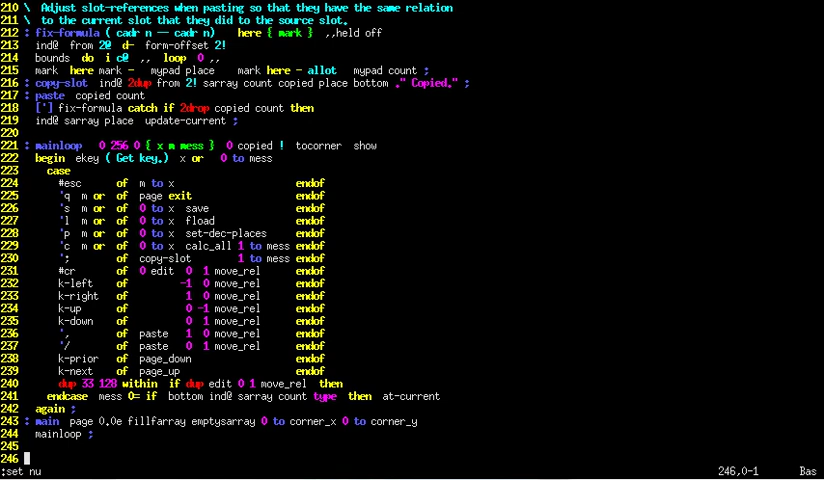 210 \  Adjust slot-references when pasting so that they have the same relation
211 \  to the current slot that they did to the source slot.
212 : fix-formula ( cadr n -- cadr n)    here { mark }  ,,held off
213   ind@  from 2@ d-  form-offset 2!
214   bounds  do  i c@  ,,  loop  0 ,,
215   mark  here mark -  mypad place    mark here - allot  mypad count ;
216 : copy-slot  ind@ 2dup from 2! sarray count copied place bottom ." Copied." ;
217 : paste  copied count
218   ['] fix-formula catch if 2drop copied count then
219   ind@ sarray place  update-current ;
220
221 : mainloop   0 256 0 { x m mess }  0 copied !  tocorner  show
222   begin  ekey ( Get key.)  x or   0 to mess
223     case
224       #esc      of  m to x                     endof
225       'q  m or  of  page exit                  endof
226       's  m or  of  0 to x  save               endof
227       'l  m or  of  0 to x  fload              endof
228       'p  m or  of  0 to x  set-dec-places     endof
229       'c  m or  of  0 to x  calc_all 1 to mess endof
230       ';        of  copy-slot        1 to mess endof
231       #cr       of  0 edit  0  1 move_rel      endof
232       k-left    of         -1  0 move_rel      endof
233       k-right   of          1  0 move_rel      endof
234       k-up      of          0 -1 move_rel      endof
235       k-down    of          0  1 move_rel      endof
236       ',        of  paste   1  0 move_rel      endof
237       '/        of  paste   0  1 move_rel      endof
238       k-prior   of  page_down                  endof
239       k-next    of  page_up                    endof
240       dup 33 128 within  if dup edit 0 1 move_rel  then
241     endcase  mess 0= if  bottom ind@ sarray count type  then  at-current
242   again ;
243 : main  page 0.0e fillfarray emptysarray 0 to corner_x 0 to corner_y
244   mainloop ;
245
246
:set nu                                        246,0-1       Bas